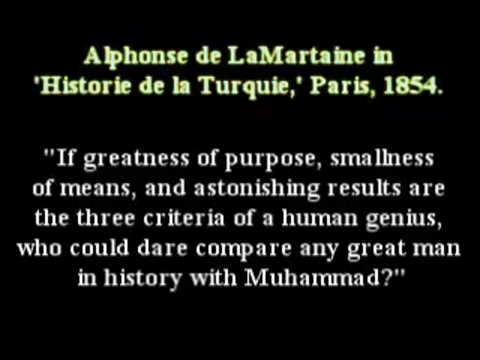 Alphonse de LaMartaine in
'Historie de la Turquie,' Paris, 1854.
"If greatness of purpose, smallness
of means, and astonishing results are
the three criteria of a human genius,
who could dare compare any great man
in history with Muhammad?"